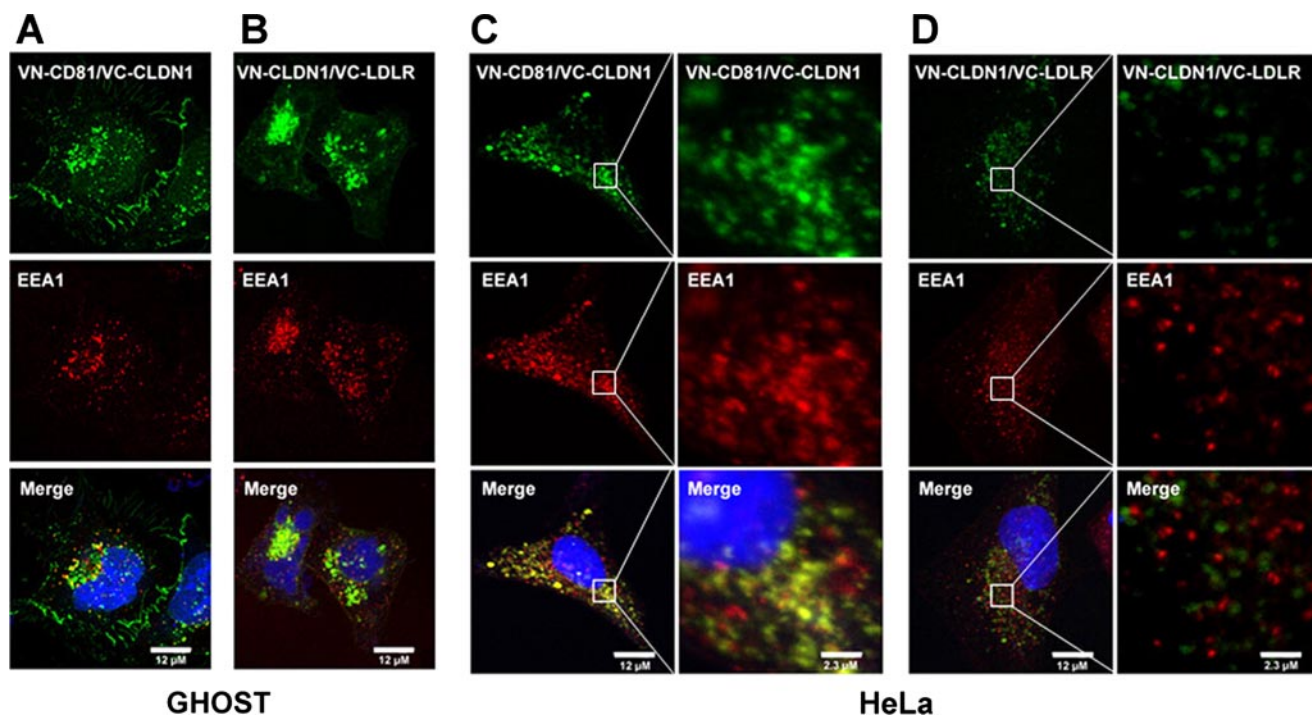 A
B
C
D
VN-CD81/VC-CLDN1
VN-CLDN1/VC-LDLR
VN-CD81/VC-CLDN1
VN-CD81/VC-CLDN1
VN-CLDN1/VC-LDLR
VN-CLDN1/VC-LDLR
EEA1
EEA1
EEA1
EEA1
EEA1
EEA1
Merge
Merge
Merge
Merge
Merge
Merge
12 µM
12 µM
12 µM
2.3 µM
12 µM
2.3 µM
GHOST
HeLa